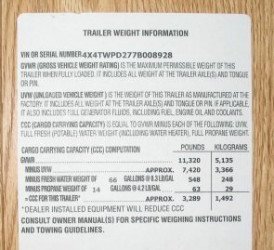 TRAILER WEIGHT INFORMATION
VIN OR SERIAL NUMBER 4X4TWPD277B008928
GVWR (GROSS VEHICLE WEIGHT RATING) IS THE MAXIMUM PERMISSIBLE WEIGHT OF THIS
TRAILER WHEN FULLY LOADED. IT INCLUDES ALL WEIGHT AT THE TRAILER AXLE(S) AND TONGUE
OR PIN.
UVW (UNLOADED VEHICLE WEIGHT) IS THE WEIGHT OF THIS TRAILER AS MANUFACTURED AT THE
FACTORY. IT INCLUDES ALL WEIGHT AT THE TRAILER AXLE(S) AND TONGUE OR PIN. IF APPLICABLE,
IT ALSO INCLUDES FULL GENERATOR FLUIDS, INCLUDING FUEL, ENGINE OIL AND COOLANTS.
CCC (CARGO CARRYING CAPACITY) IS EQUAL TO GVWR MINUS EACH OF THE FOLLOWING: UVW,
FULL FRESH (POTABLE) WATER WEIGHT (INCLUDING WATER HEATER), FULL PROPANE WEIGHT.
CARGO CARRYING CAPACITY (CCC) COMPUTATION POUNDS KILOGRAMS
GVWR 11,320 5,135
MINUS UVW APPROX. 7,420 3,366
MINUS FRESH WATER WEIGHT OF 66 GALLONS @ 8.3 LB/GAL 548 248
MINUS PROPANE WEIGHT OF 14 GALLONS @ 4.2 LB/GAL 63 29
= CCC FOR THIS TRAILER* APPROX. 3,289 1,492
*DEALER INSTALLED EQUIPMENT WILL REDUCE CCC
CONSULT OWNER MANUAL(S) FOR SPECIFIC WEIGHING INSTRUCTIONS
AND TOWING GUIDELINES.